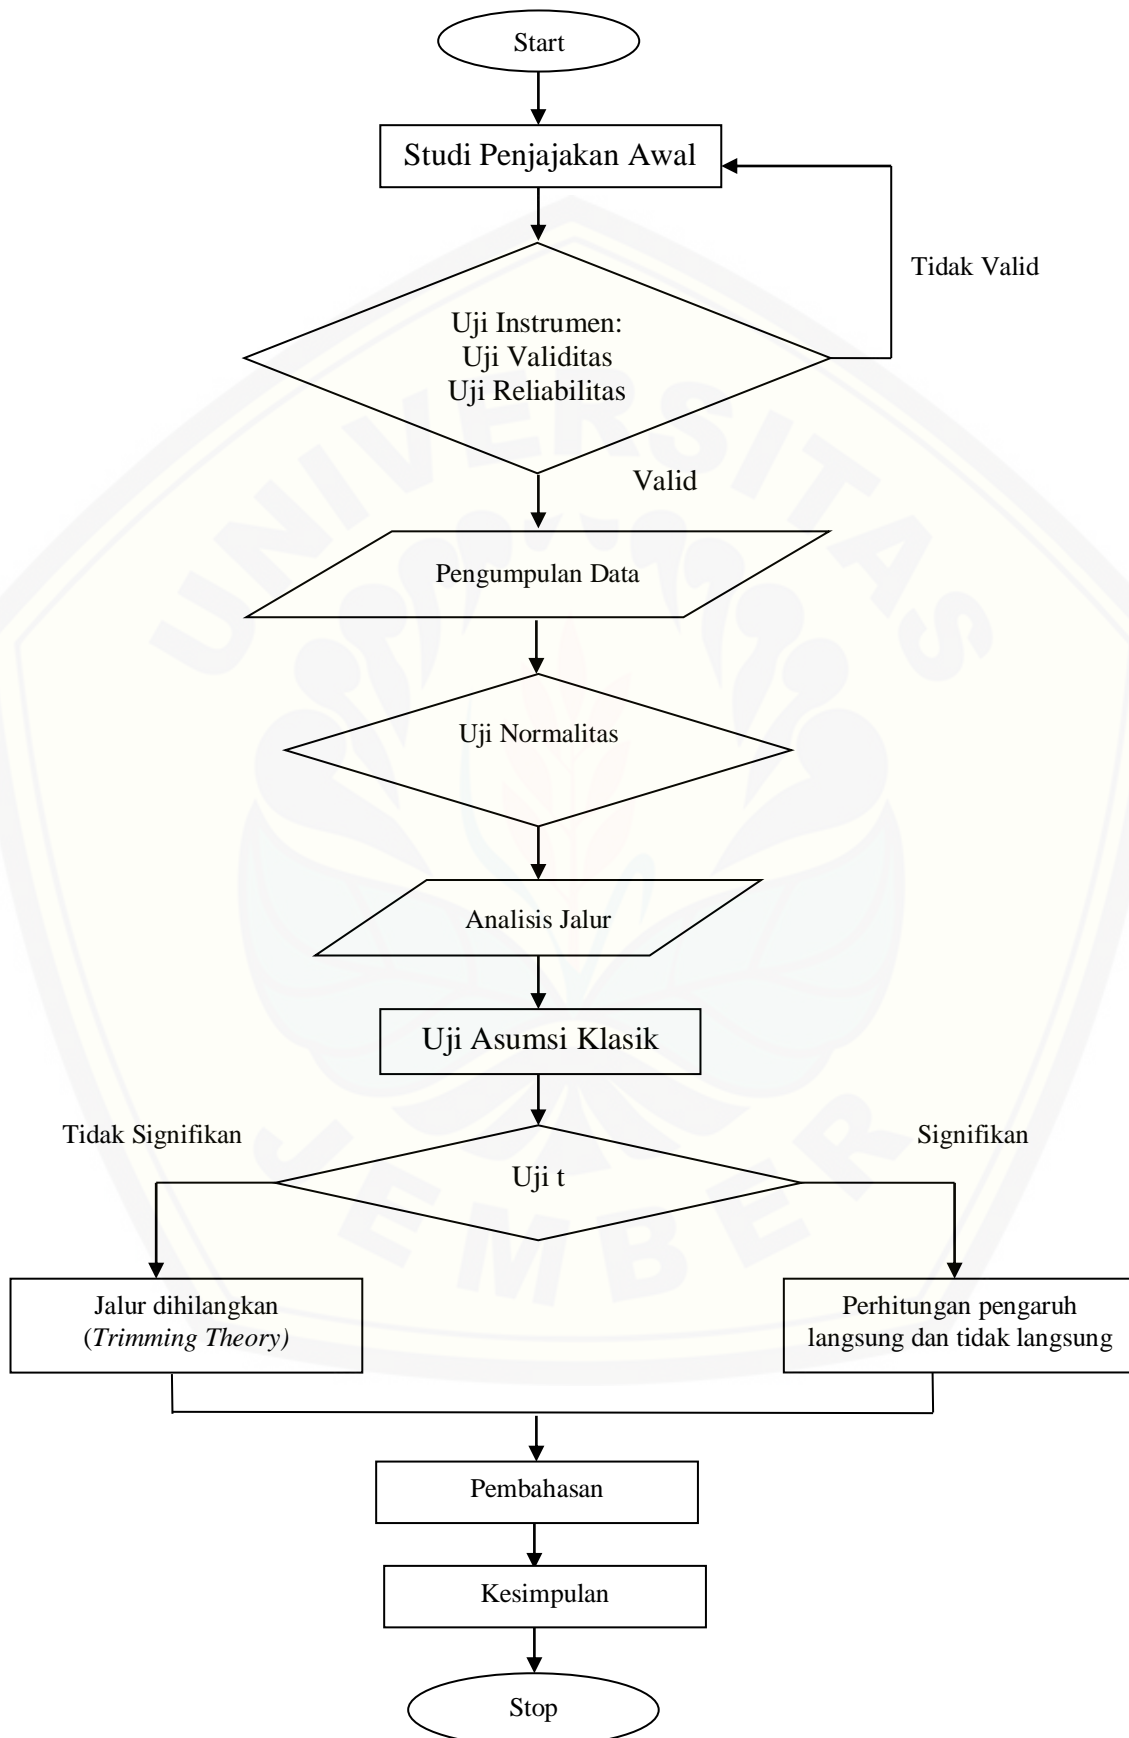 Start
Studi Penjajakan Awal
Tidak Valid
Uji Instrumen:
Uji Validitas
Uji Reliabilitas
Valid
Pengumpulan Data
Uji Normalitas
Analisis Jalur
Uji Asumsi Klasik
Tidak Signifikan
Signifikan
Uji t
Jalur dihilangkan
(Trimming Theory)
Perhitungan pengaruh
langsung dan tidak langsung
Pembahasan
Kesimpulan
Stop
UNIVERSITAS
JEMBER